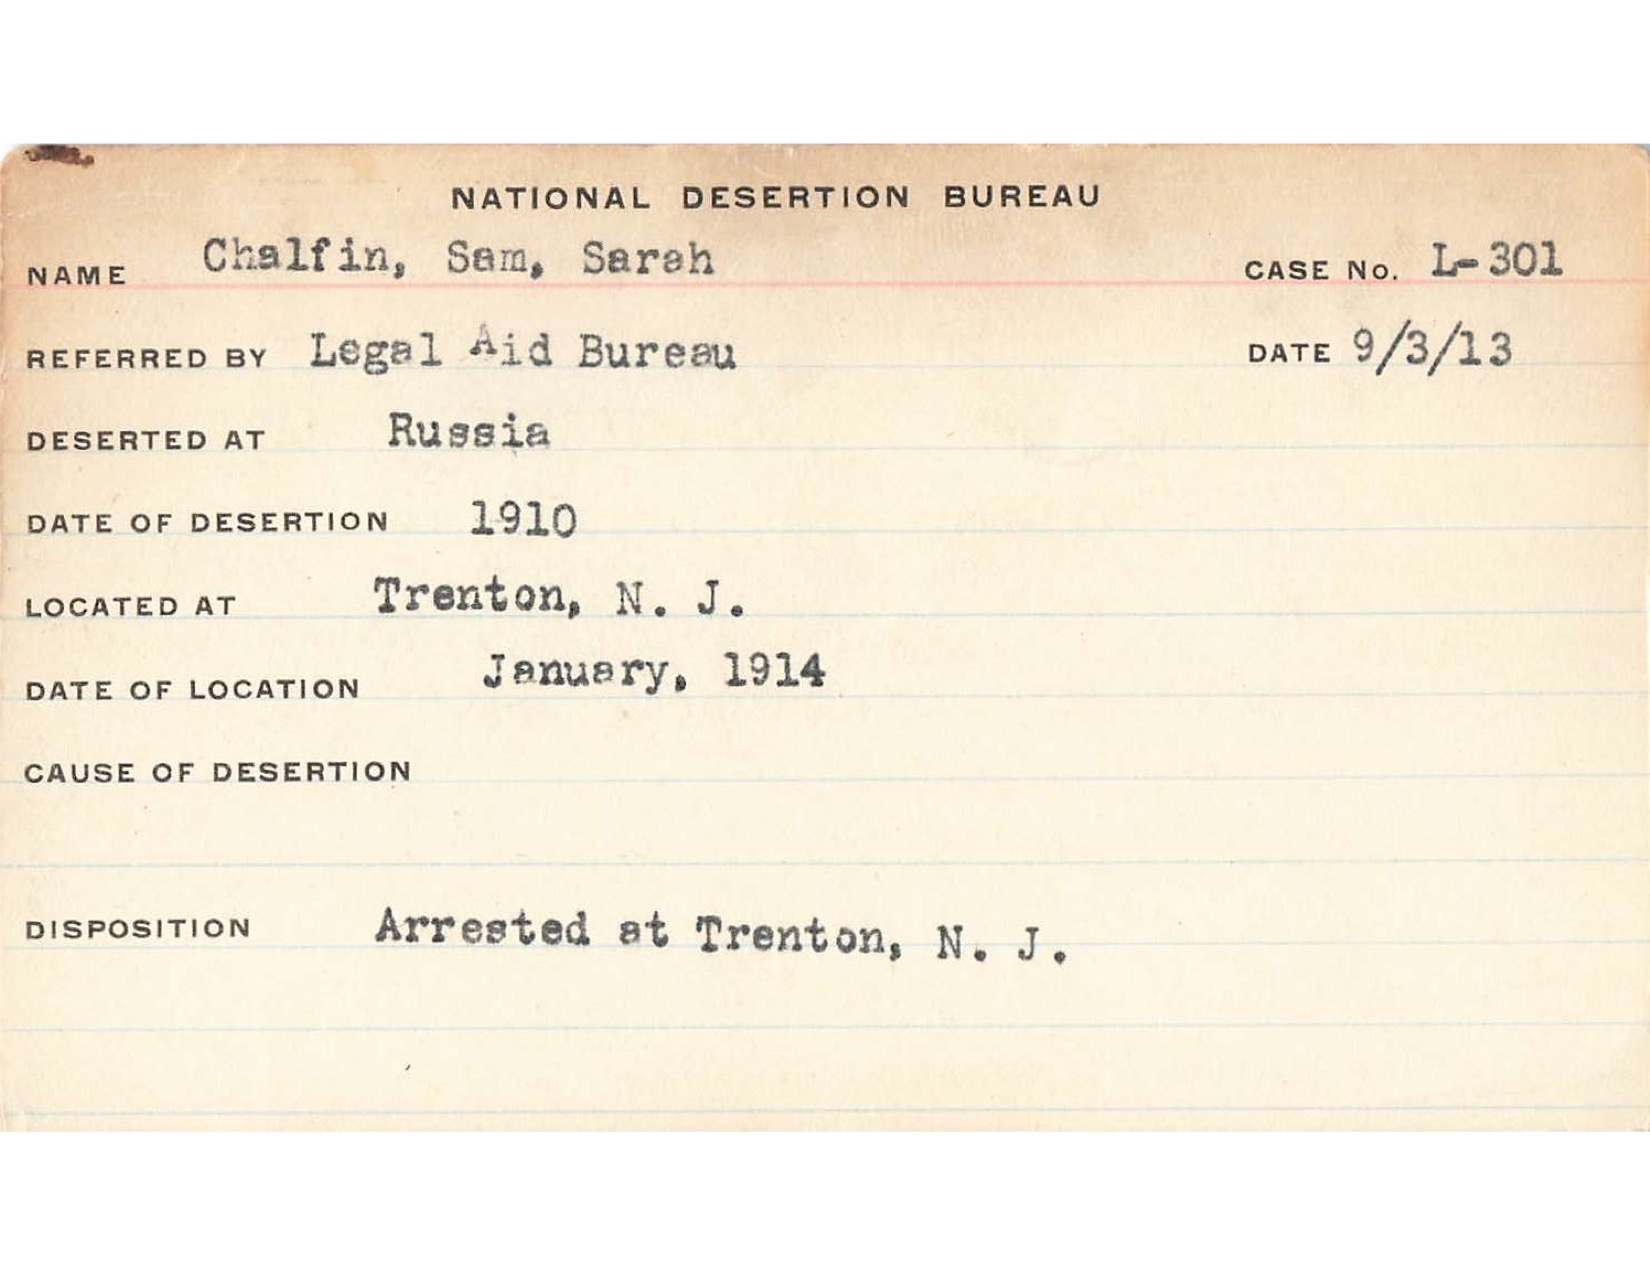 NATIONAL DESERTION BUREAU
NAME Chalfin, Sam, Sarah CASE No. L-301
REFERRED BY Legal Aid Bureau DATE 9/3/13
DESERTED AT Russia
DATE OF DESERTION 1910
LOCATED AT Trenton, N. J.
DATE OF LOCATION January, 1914
CAUSE OF DESERTION
DISPOSITION Arrested at Trenton, N. J.